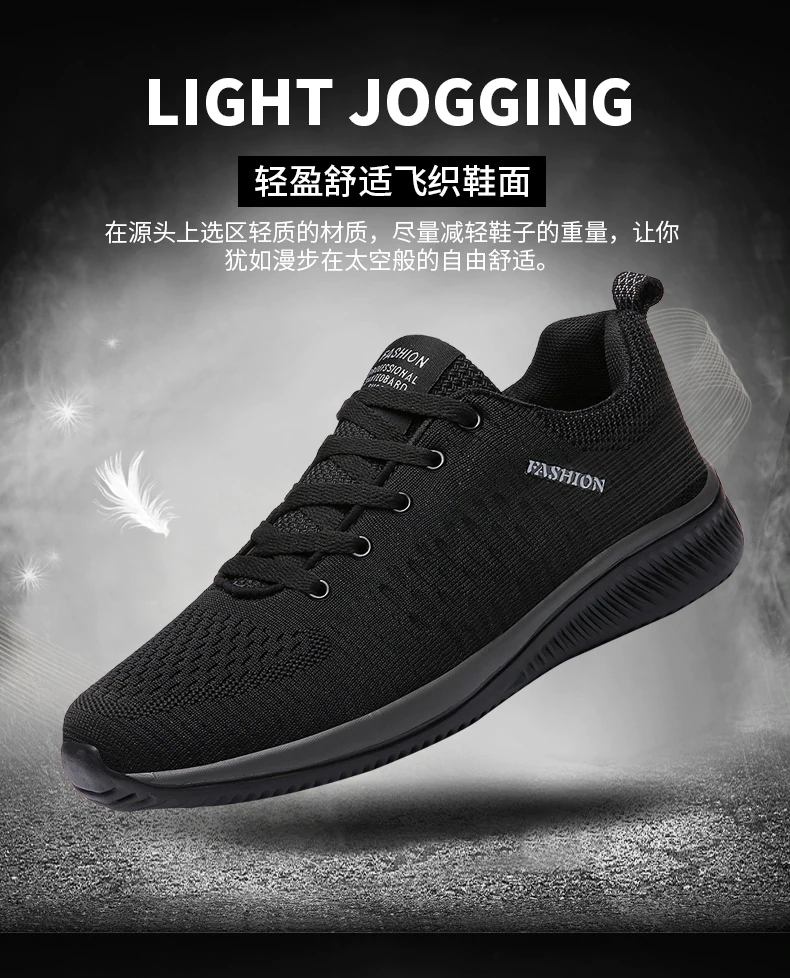 LIGHT JOGGING
轻盈舒适飞织鞋面
在源头上选区轻质的材质，尽量减轻鞋子的重量，让你
犹如漫步在太空般的自由舒适。
FASHION
FASHION